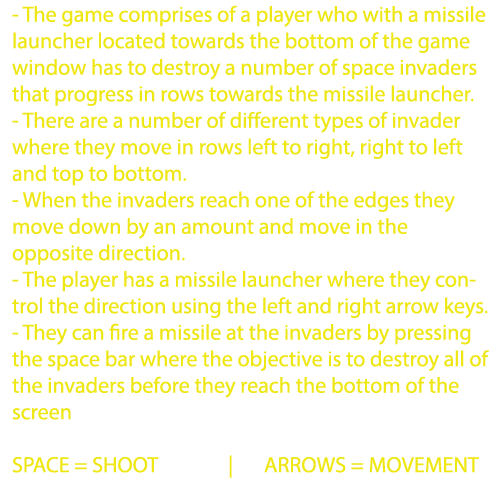 - The game comprises of a player who with a missile
launcher located towards the bottom of the game
window has to destroy a number of space invaders
that progress in rows towards the missile launcher.
- There are a number of different types of invader
where they move in rows left to right, right to left
and top to bottom.
- When the invaders reach one of the edges they
move down by an amount and move in the
opposite direction.
- The player has a missile launcher where they con-
trol the direction using the left and right arrow keys.
- They can fire a missile at the invaders by pressing
the space bar where the objective is to destroy all of
the invaders before they reach the bottom of the
screen
SPACE = SHOOT | ARROWS = MOVEMENT